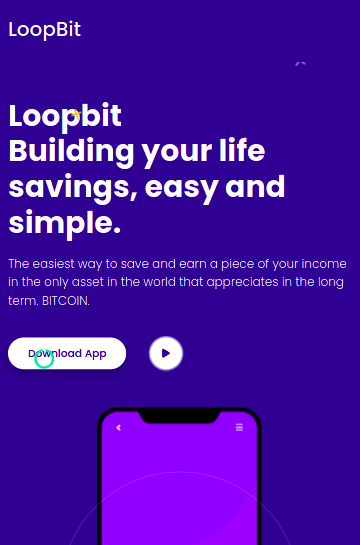 LoopBit
Loopbit
Building your life
savings, easy and
simple.
The easiest way to save and earn a piece of your income
in the only asset in the world that appreciates in the long
term. BITCOIN.
Download App